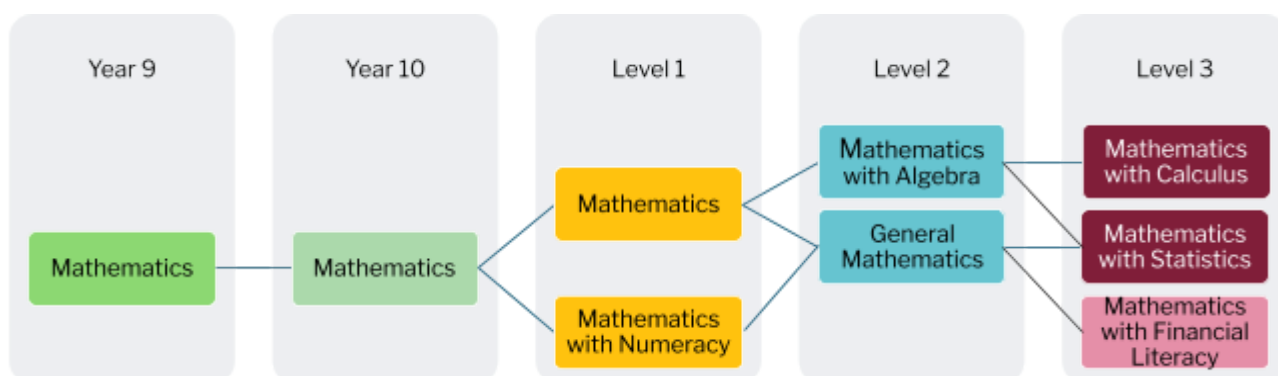 Year 9
Year 10
Level 1
Level 2
Level 3
Mathematics
Mathematics
Mathematics
Mathematics
with Numeracy
Mathematics
with Algebra
General
Mathematics
Mathematics
with Calculus
Mathematics
with Statistics
Mathematics
with Financial
Literacy